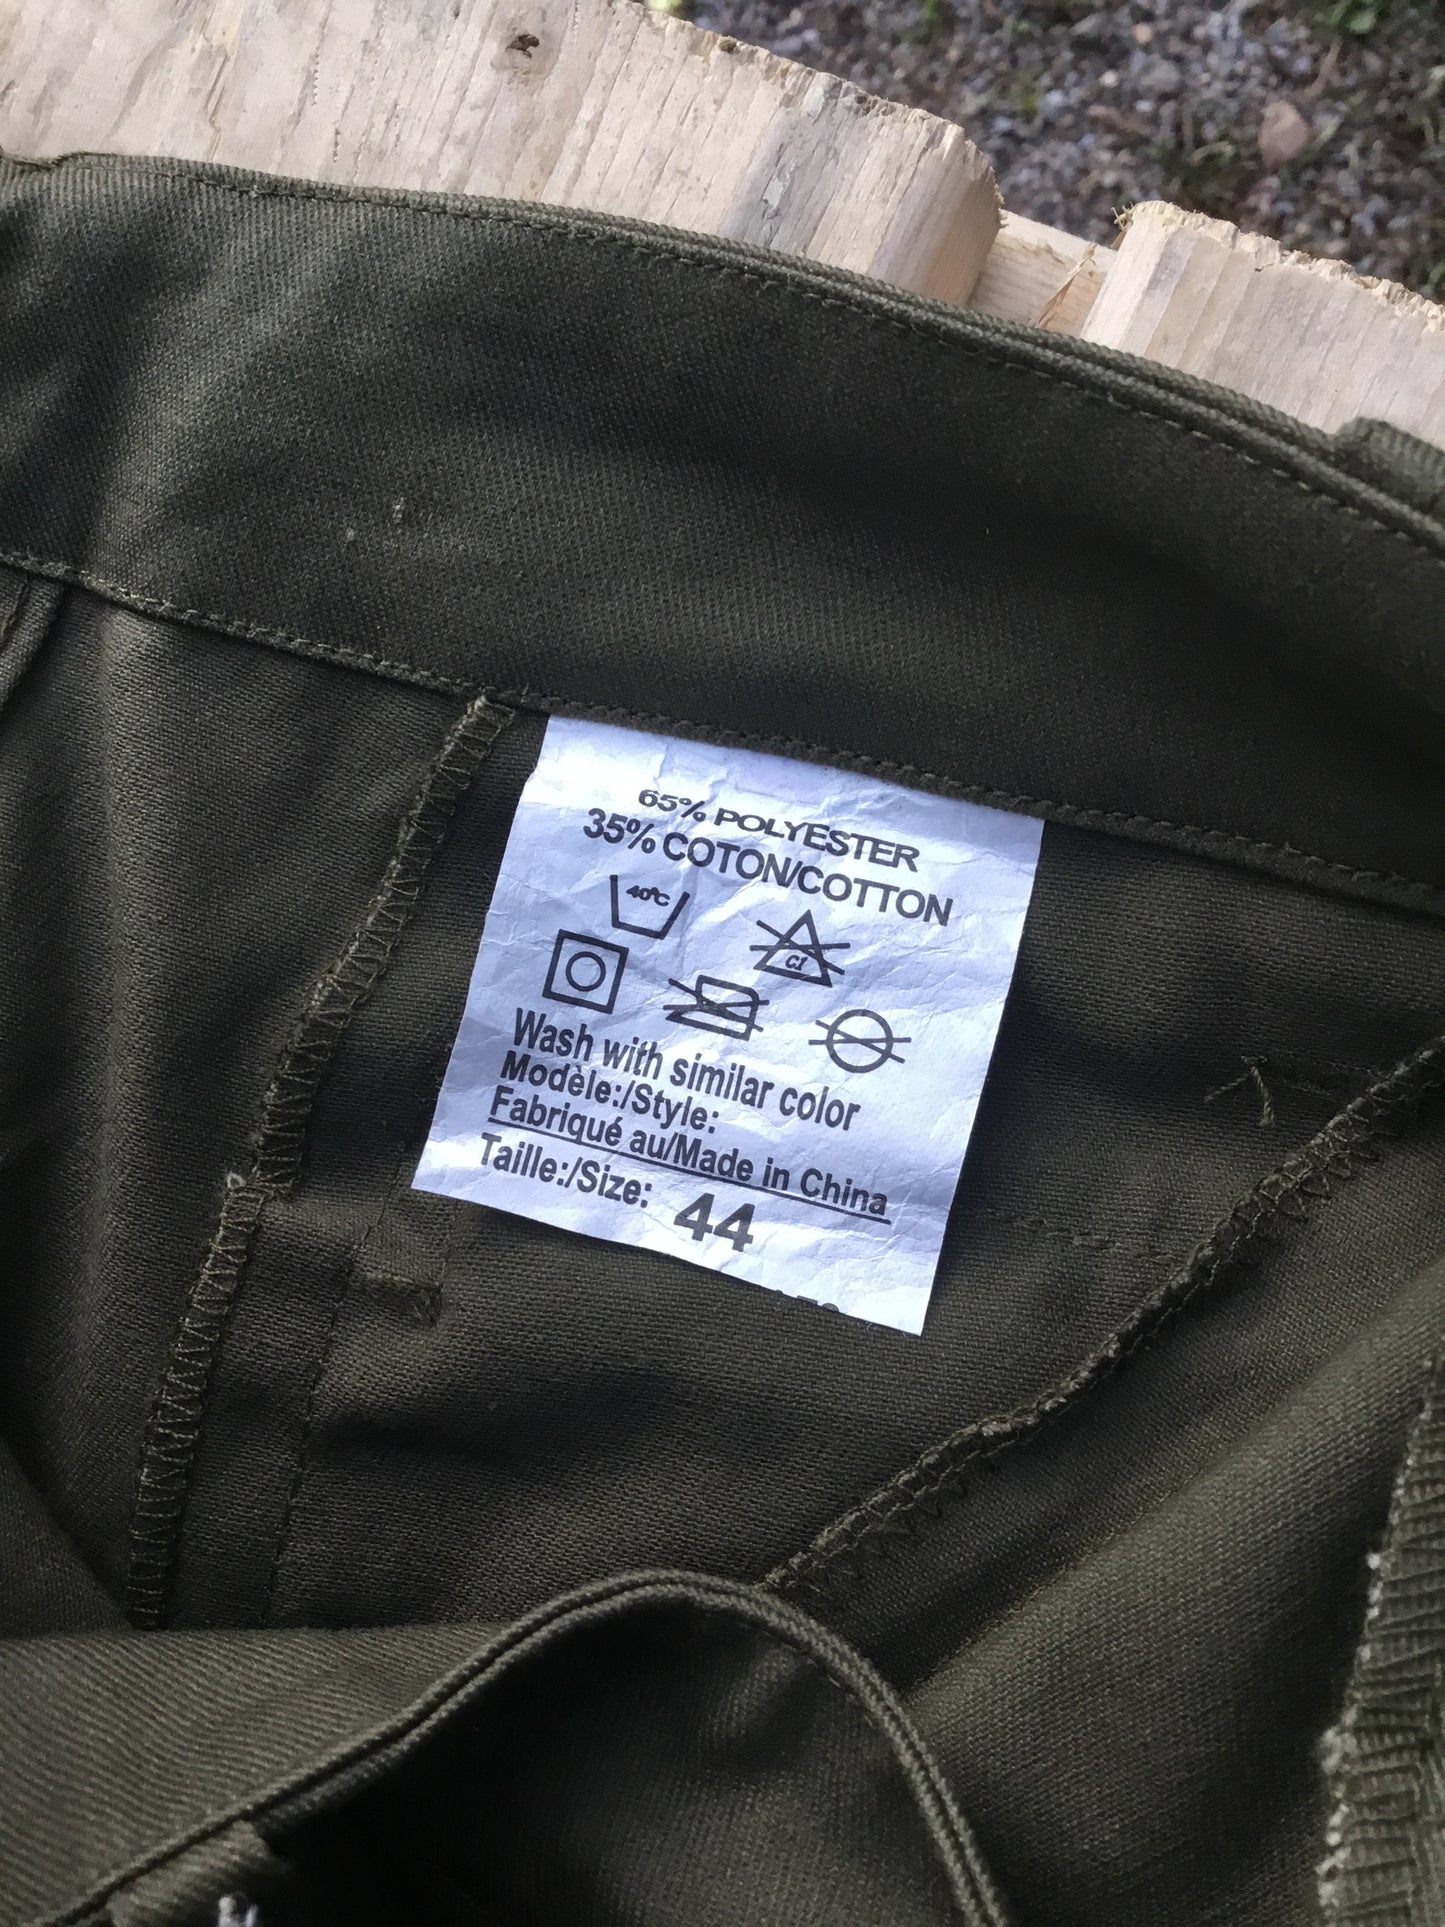 65% POLYESTER
35% COTON/COTTON
40°C
Cl
Wash with similar color
Modèle:/Style:
Fabriqué au/Made in China
Taille:/Size: 44